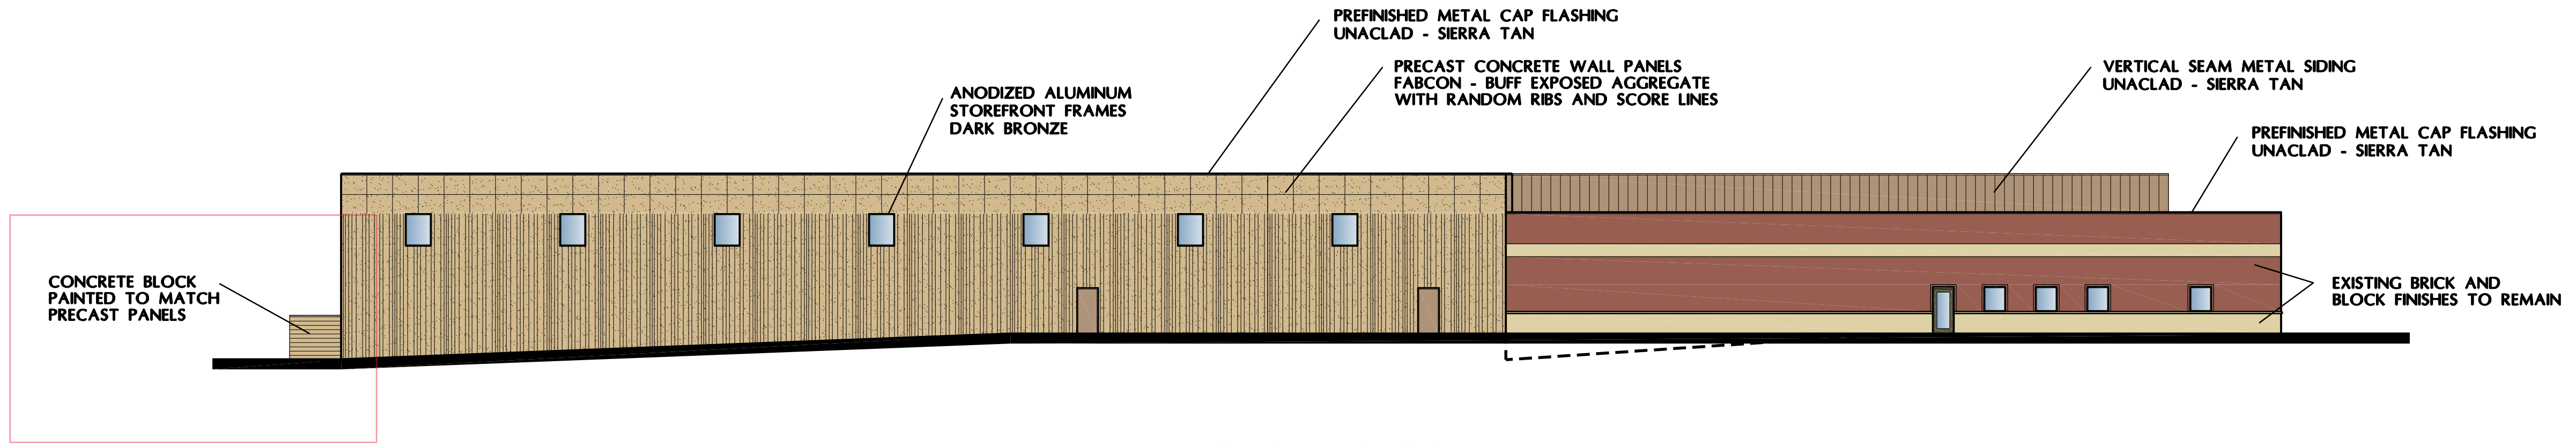 PREFINISHED METAL CAP FLASHING
UNACLAD - SIERRA TAN
PRECAST CONCRETE WALL PANELS
FABCON - BUFF EXPOSED AGGREGATE
WITH RANDOM RIBS AND SCORE LINES
VERTICAL SEAM METAL SIDING
UNACLAD - SIERRA TAN
ANODIZED ALUMINUM
STOREFRONT FRAMES
DARK BRONZE
PREFINISHED METAL CAP FLASHING
UNACLAD - SIERRA TAN
CONCRETE BLOCK
PAINTED TO MATCH
PRECAST PANELS
EXISTING BRICK AND
BLOCK FINISHES TO REMAIN